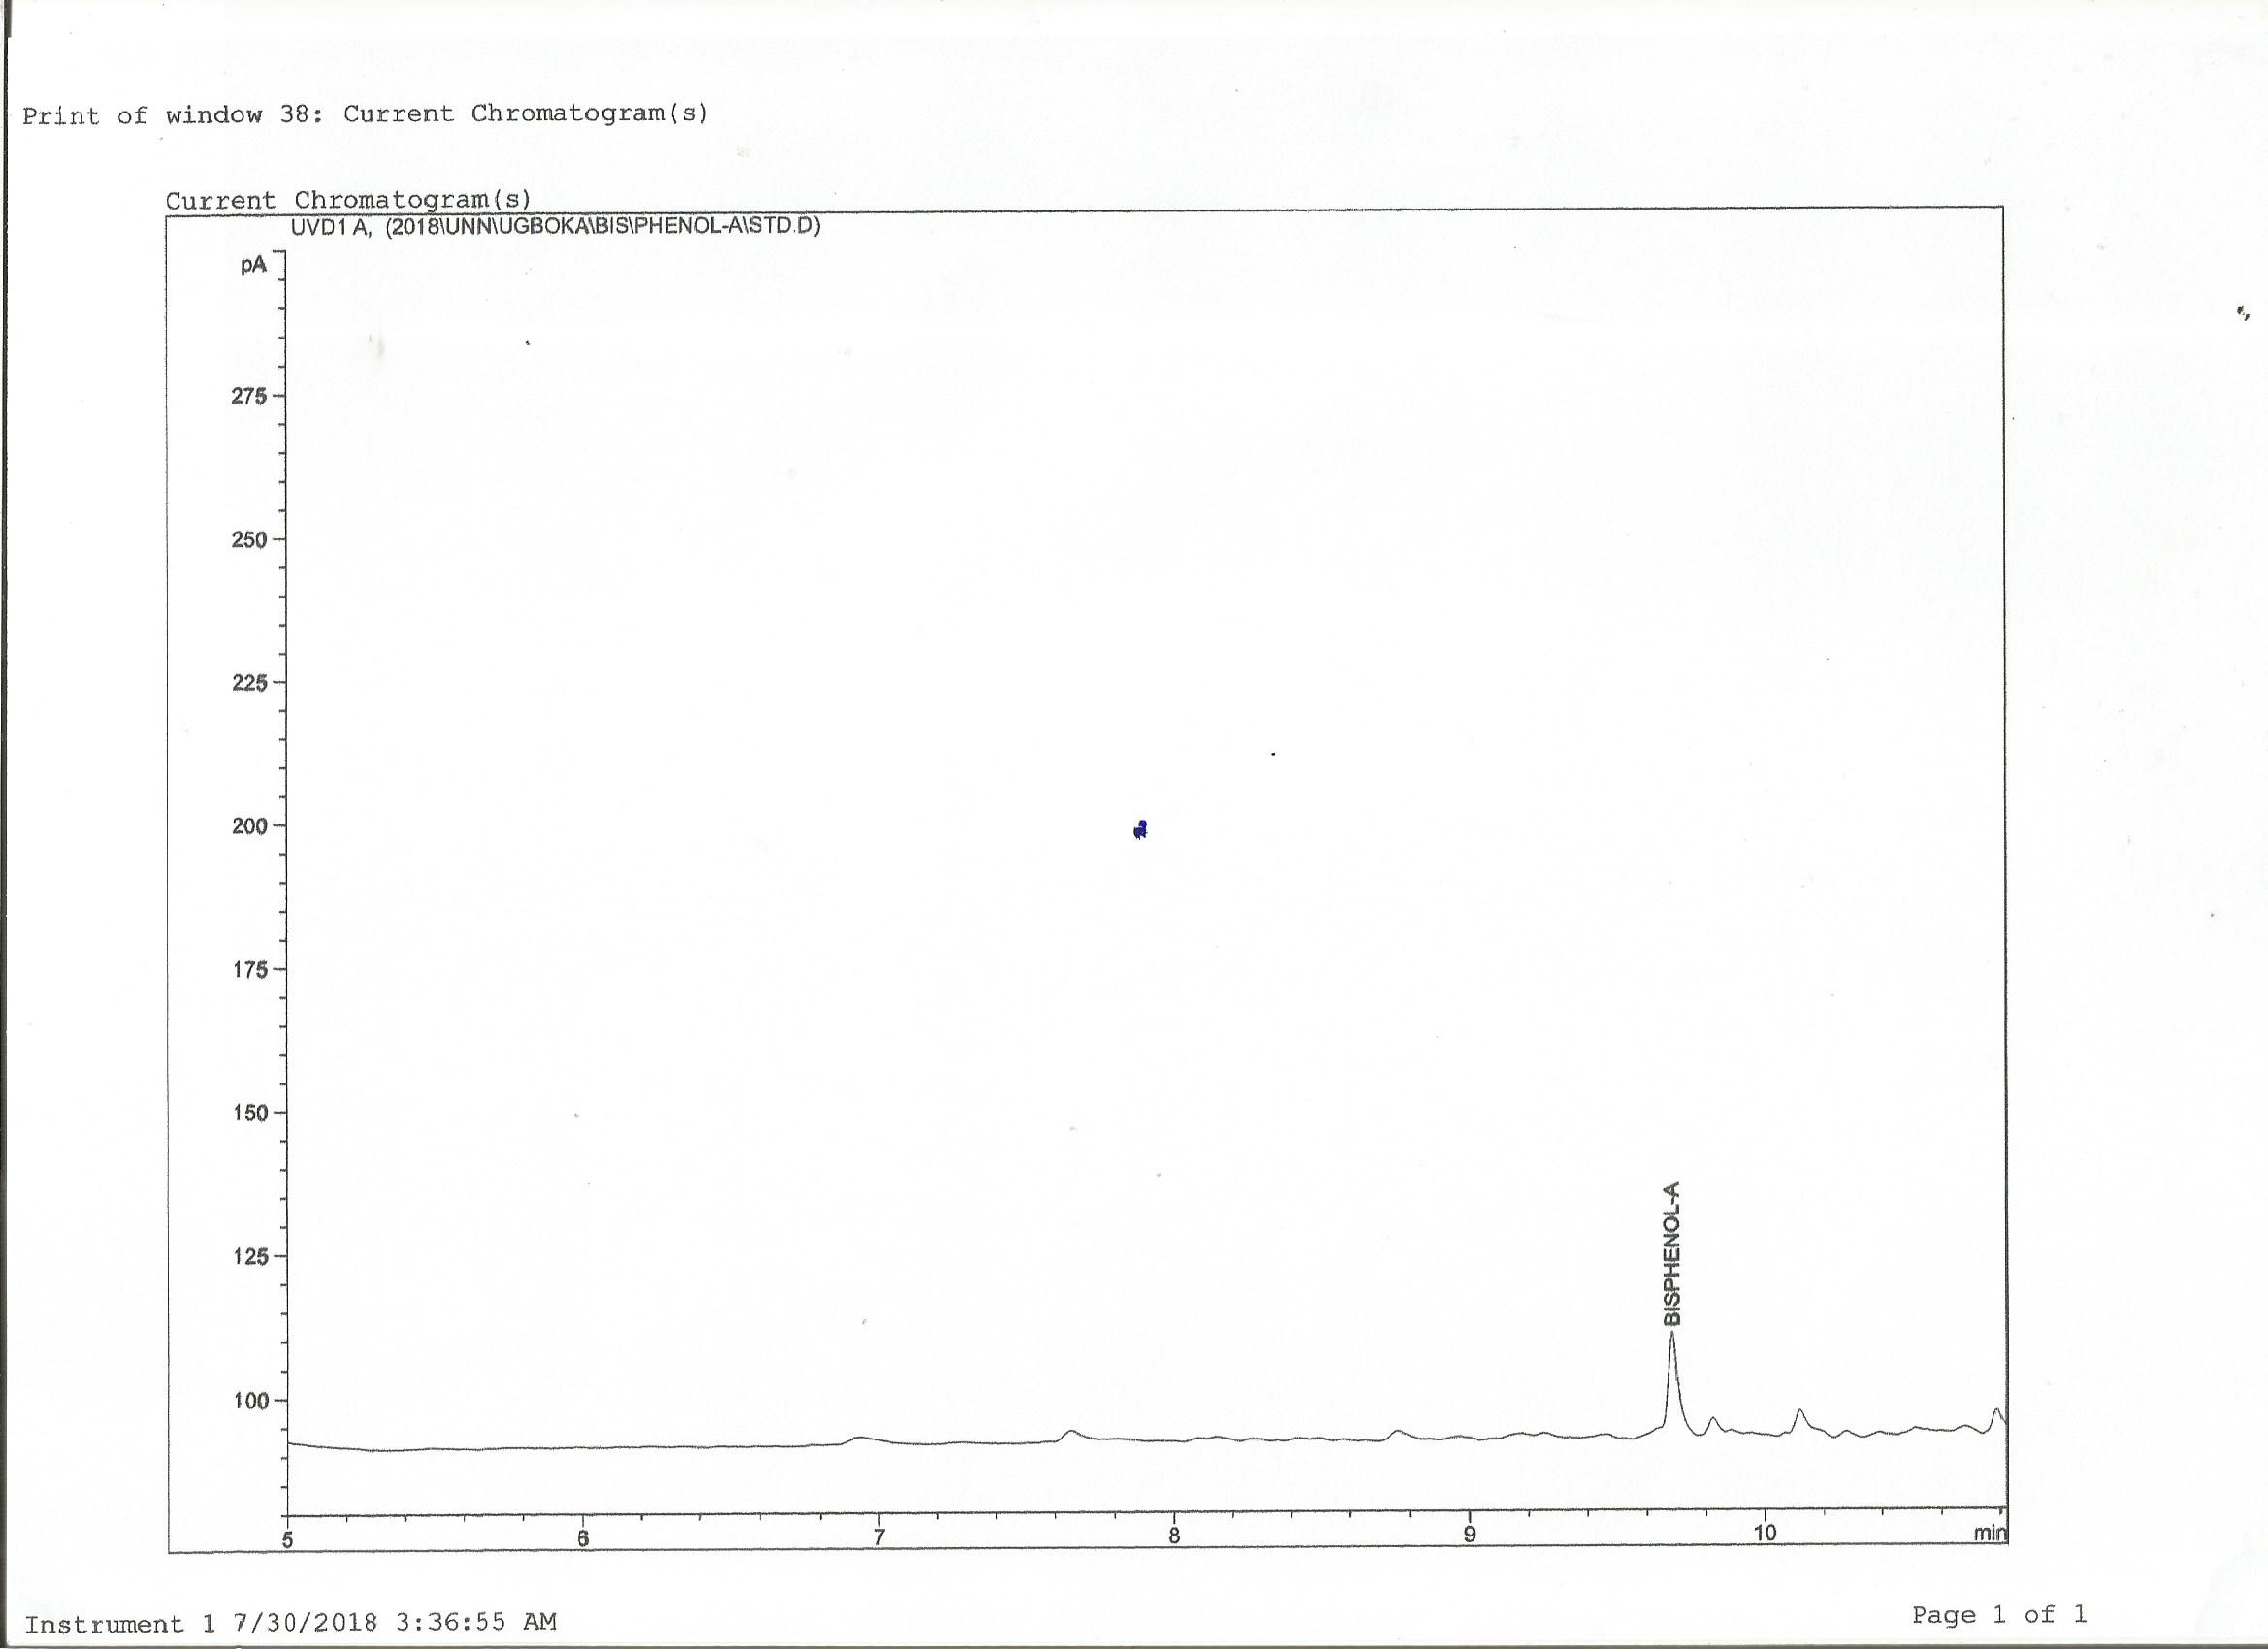 Print of window 38: Current Chromatogram(s)
Current Chromatogram(s)
UVD1 A, (2018\UNN\UGBOKA\BIS\PHENOL-A\STD.D)
pA
275
250
225
200
175
150
125
100
BISPHENOL-A
5 6 7 8 9 10 min
Instrument 1 7/30/2018 3:36:55 AM
Page 1 of 1